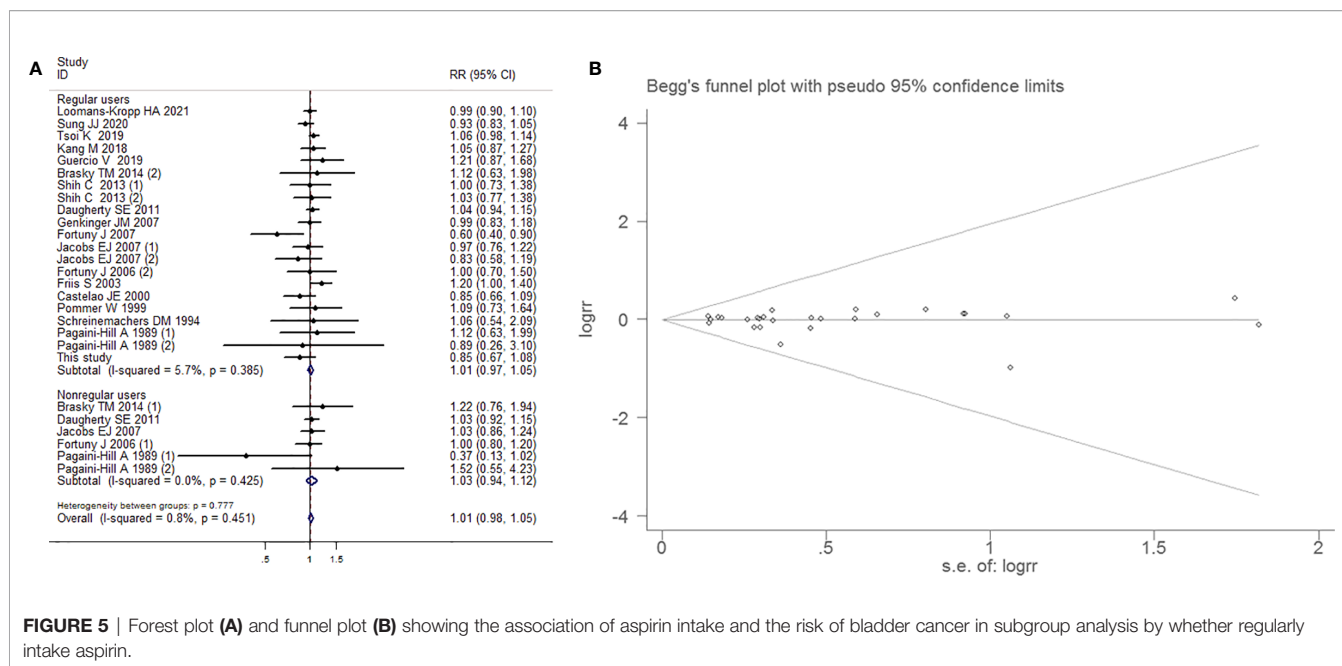 A
Study
ID RR (95% CI)
Regular users
Loomans-Kropp HA 2021 0.99 (0.90, 1.10)
Sung JJ 2020 0.93 (0.83, 1.05)
Tsoi K 2019 1.06 (0.98, 1.14)
Kang M 2018 1.05 (0.87, 1.27)
Guercio V 2019 1.21 (0.87, 1.68)
Brasky TM 2014 (2) 1.12 (0.63, 1.98)
Shih C 2013 (1) 1.00 (0.73, 1.38)
Shih C 2013 (2) 1.03 (0.77, 1.38)
Daugherty SE 2011 1.04 (0.94, 1.15)
Genkinger JM 2007 0.99 (0.83, 1.18)
Fortuny J 2007 0.60 (0.40, 0.90)
Jacobs EJ 2007 (1) 0.97 (0.76, 1.22)
Jacobs EJ 2007 (2) 0.83 (0.58, 1.19)
Fortuny J 2006 (2) 1.00 (0.70, 1.50)
Friis S 2003 1.20 (1.00, 1.40)
Castelao JE 2000 0.85 (0.66, 1.09)
Pommer W 1999 1.09 (0.73, 1.64)
Schreinemachers DM 1994 1.06 (0.54, 2.09)
Pagaini-Hill A 1989 (1) 1.12 (0.63, 1.99)
Pagaini-Hill A 1989 (2) 0.89 (0.26, 3.10)
This study 0.85 (0.67, 1.08)
Subtotal (I-squared = 5.7%, p = 0.385) 1.01 (0.97, 1.05)
Nonregular users
Brasky TM 2014 (1) 1.22 (0.76, 1.94)
Daugherty SE 2011 1.03 (0.92, 1.15)
Jacobs EJ 2007 1.03 (0.86, 1.24)
Fortuny J 2006 (1) 1.00 (0.80, 1.20)
Pagaini-Hill A 1989 (1) 0.37 (0.13, 1.02)
Pagaini-Hill A 1989 (2) 1.52 (0.55, 4.23)
Subtotal (I-squared = 0.0%, p = 0.425) 1.03 (0.94, 1.12)
Heterogeneity between groups: p = 0.777
Overall (I-squared = 0.8%, p = 0.451) 1.01 (0.98, 1.05)
.5 1 1.5
B
Begg's funnel plot with pseudo 95% confidence limits
4
2
0
-2
-4
logrr
0 .5 1 1.5 2
s.e. of: logrr
FIGURE 5 | Forest plot (A) and funnel plot (B) showing the association of aspirin intake and the risk of bladder cancer in subgroup analysis by whether regularly
intake aspirin.